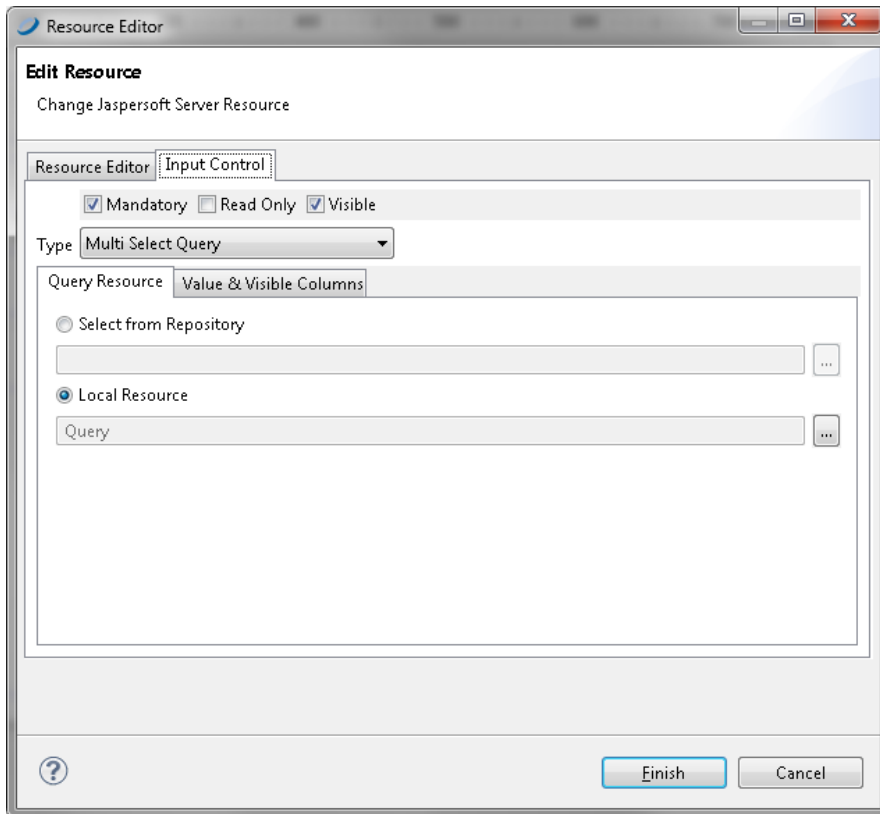 Resource Editor
Edit Resource
Change Jaspersoft Server Resource
Resource Editor Input Control
Mandatory Read Only Visible
Type Multi Select Query
Query Resource Value & Visible Columns
Select from Repository
...
Local Resource
Query ...
? Finish Cancel